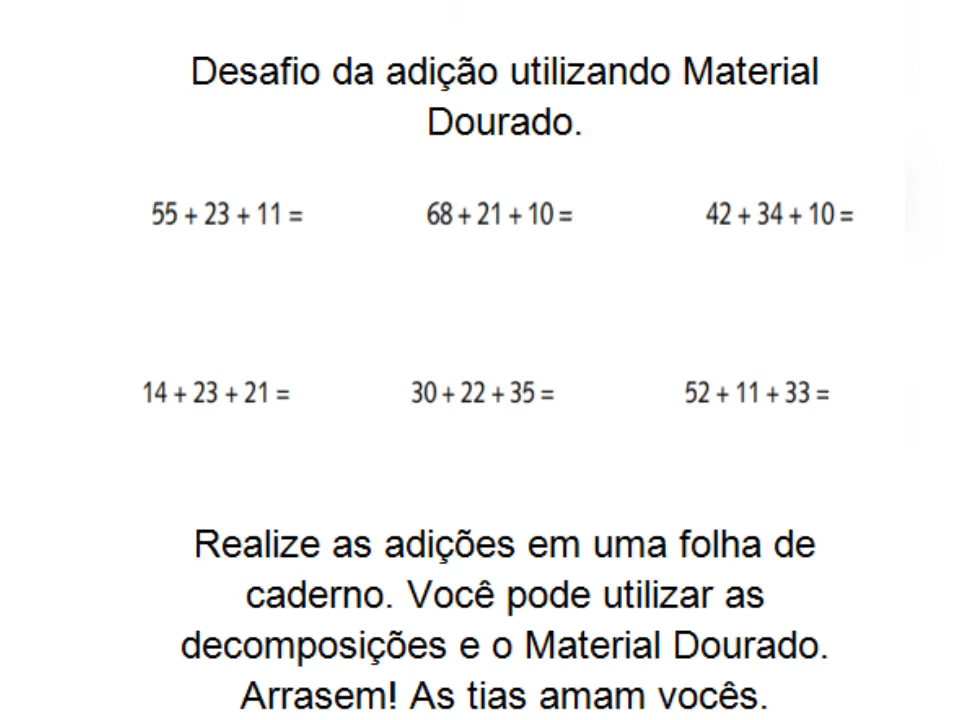 Desafio da adição utilizando Material
Dourado.
55 + 23 + 11 = 68 + 21 + 10 = 42 + 34 + 10 =
14 + 23 + 21 = 30 + 22 + 35 = 52 + 11 + 33 =
Realize as adições em uma folha de
caderno. Você pode utilizar as
decomposições e o Material Dourado.
Arrasem! As tias amam vocês.